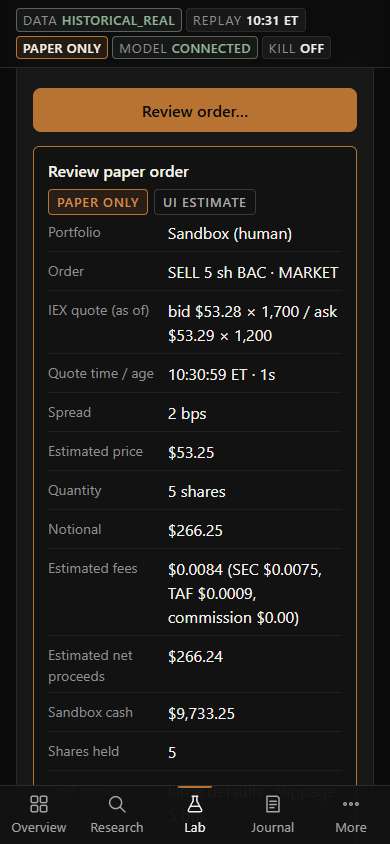 DATA HISTORICAL_REAL REPLAY 10:31 ET
PAPER ONLY MODEL CONNECTED KILL OFF
Review order...
Review paper order
PAPER ONLY UI ESTIMATE
Portfolio Sandbox (human)
Order SELL 5 sh BAC · MARKET
IEX quote (as of) bid $53.28 × 1,700 / ask
$53.29 × 1,200
Quote time / age 10:30:59 ET · 1s
Spread 2 bps
Estimated price $53.25
Quantity 5 shares
Notional $266.25
Estimated fees $0.0084 (SEC $0.0075,
TAF $0.0009,
commission $0.00)
Estimated net $266.24
proceeds
Sandbox cash $9,733.25
Shares held 5
Overview Research Lab Journal More